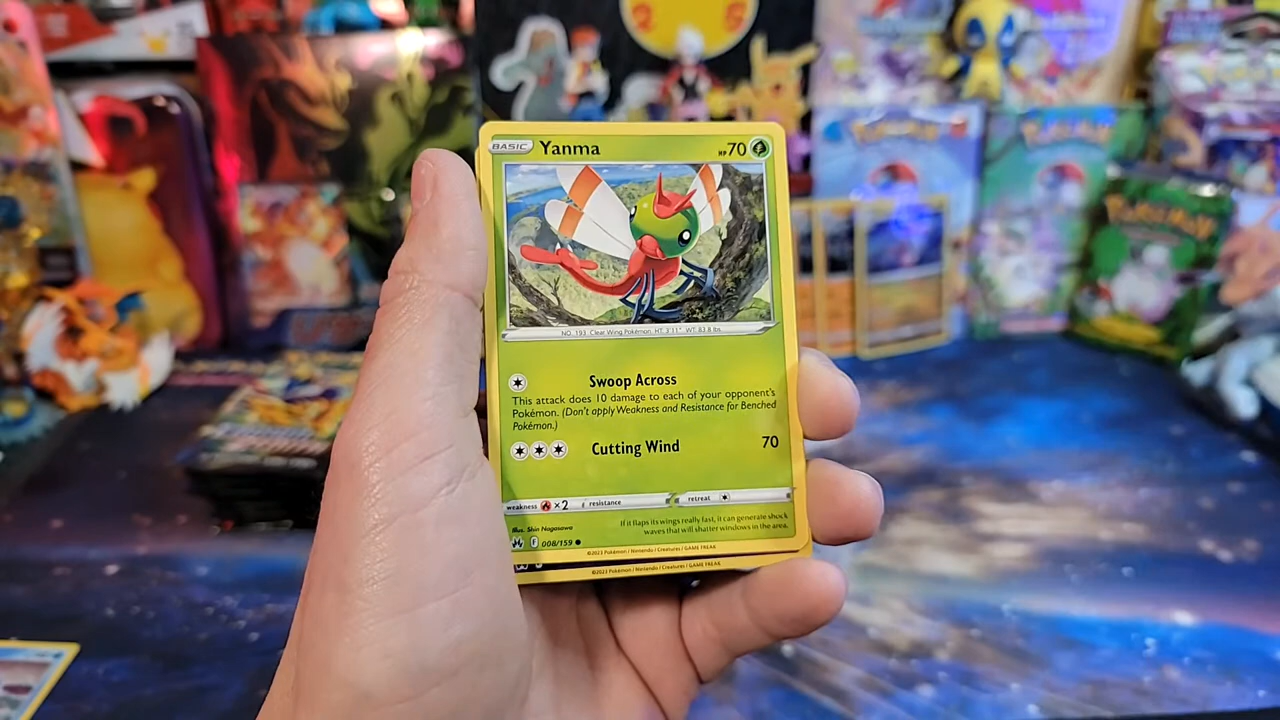 BASIC Yanma HP 70
NO. 193 Clear Wing Pokémon HT: 3'11" WT: 83.8 lbs.
Swoop Across
This attack does 10 damage to each of your opponent's
Pokémon. (Don't apply Weakness and Resistance for Benched
Pokémon.)
Cutting Wind 70
weakness ×2 resistance retreat
If it flaps its wings really fast, it can generate shock
waves that will shatter windows in the area.
Illus. Shin Nagasawa
F 008/159
©2023 Pokémon / Nintendo / Creatures / GAME FREAK
©2023 Pokémon / Nintendo / Creatures / GAME FREAK
POKÉMON